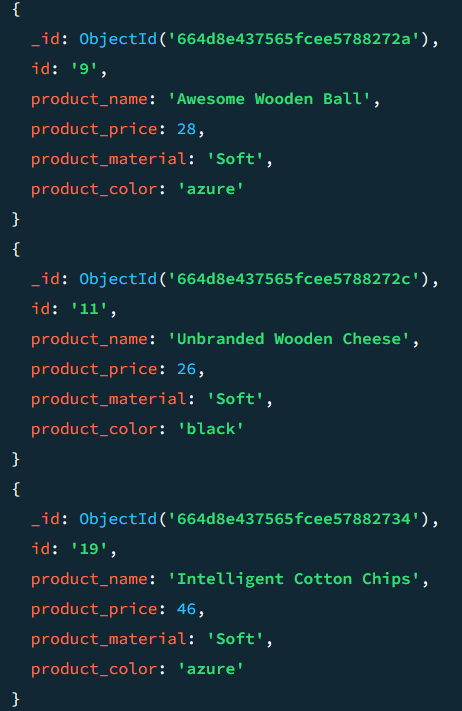 {
  _id: ObjectId('664d8e437565fcee5788272a'),
  id: '9',
  product_name: 'Awesome Wooden Ball',
  product_price: 28,
  product_material: 'Soft',
  product_color: 'azure'
}
{
  _id: ObjectId('664d8e437565fcee5788272c'),
  id: '11',
  product_name: 'Unbranded Wooden Cheese',
  product_price: 26,
  product_material: 'Soft',
  product_color: 'black'
}
{
  _id: ObjectId('664d8e437565fcee57882734'),
  id: '19',
  product_name: 'Intelligent Cotton Chips',
  product_price: 46,
  product_material: 'Soft',
  product_color: 'azure'
}